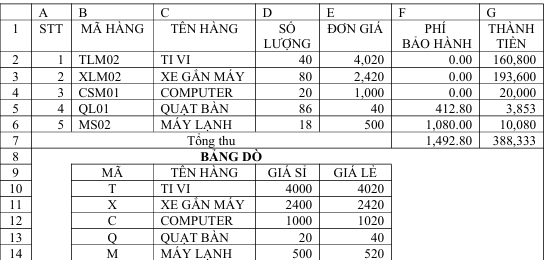 A B C D E F G
1 STT MÃ HÀNG TÊN HÀNG SỐ LƯỢNG ĐƠN GIÁ PHÍ BẢO HÀNH THÀNH TIỀN
2 1 TLM02 TI VI 40 4,020 0.00 160,800
3 2 XLM02 XE GẮN MÁY 80 2,420 0.00 193,600
4 3 CSM01 COMPUTER 20 1,000 0.00 20,000
5 4 QL01 QUẠT BÀN 86 40 412.80 3,853
6 5 MS02 MÁY LẠNH 18 500 1,080.00 10,080
7 Tổng thu 1,492.80 388,333
8 BẢNG DÒ
9 MÃ TÊN HÀNG GIÁ SỈ GIÁ LẺ
10 T TI VI 4000 4020
11 X XE GẮN MÁY 2400 2420
12 C COMPUTER 1000 1020
13 Q QUẠT BÀN 20 40
14 M MÁY LẠNH 500 520